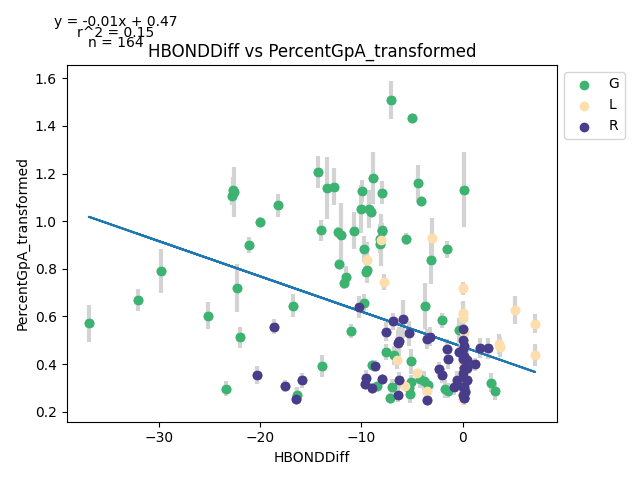 y = -0.01x + 0.47
r^2 = 0.15
n = 164
HBONDDiff vs PercentGpA_transformed
G
L
R
PercentGpA_transformed
1.6
1.4
1.2
1.0
0.8
0.6
0.4
0.2
−30
−20
−10
0
HBONDDiff